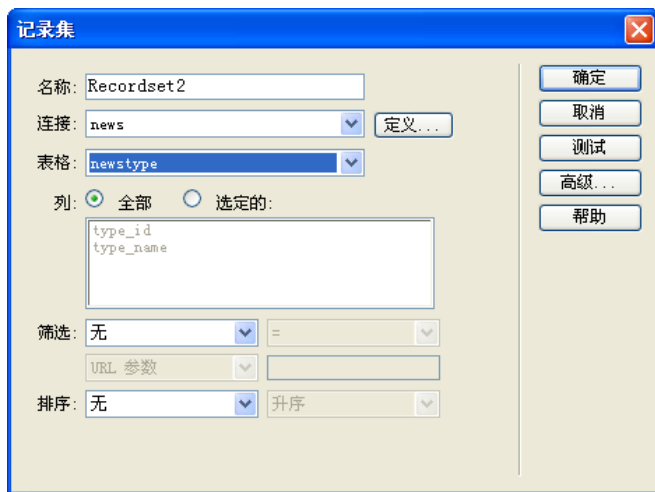 记录集
名称: Recordset2
连接: news 定义...
表格: newstype
列: 全部 选定的:
type_id
type_name
筛选: 无 =
URL 参数
排序: 无 升序
确定
取消
测试
高级...
帮助